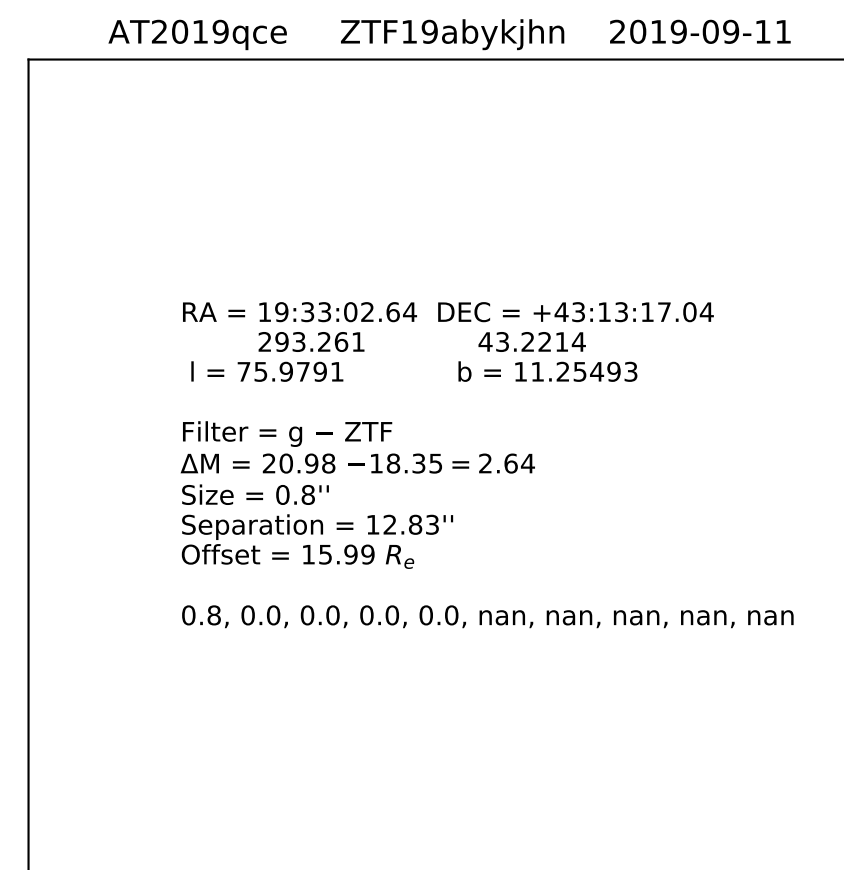 AT2019qce ZTF19abykjhn 2019-09-11
RA = 19:33:02.64 DEC = +43:13:17.04
293.261 43.2214
l = 75.9791 b = 11.25493
Filter = g − ZTF
ΔM = 20.98 −18.35 = 2.64
Size = 0.8''
Separation = 12.83''
Offset = 15.99 Rₑ
0.8, 0.0, 0.0, 0.0, 0.0, nan, nan, nan, nan, nan